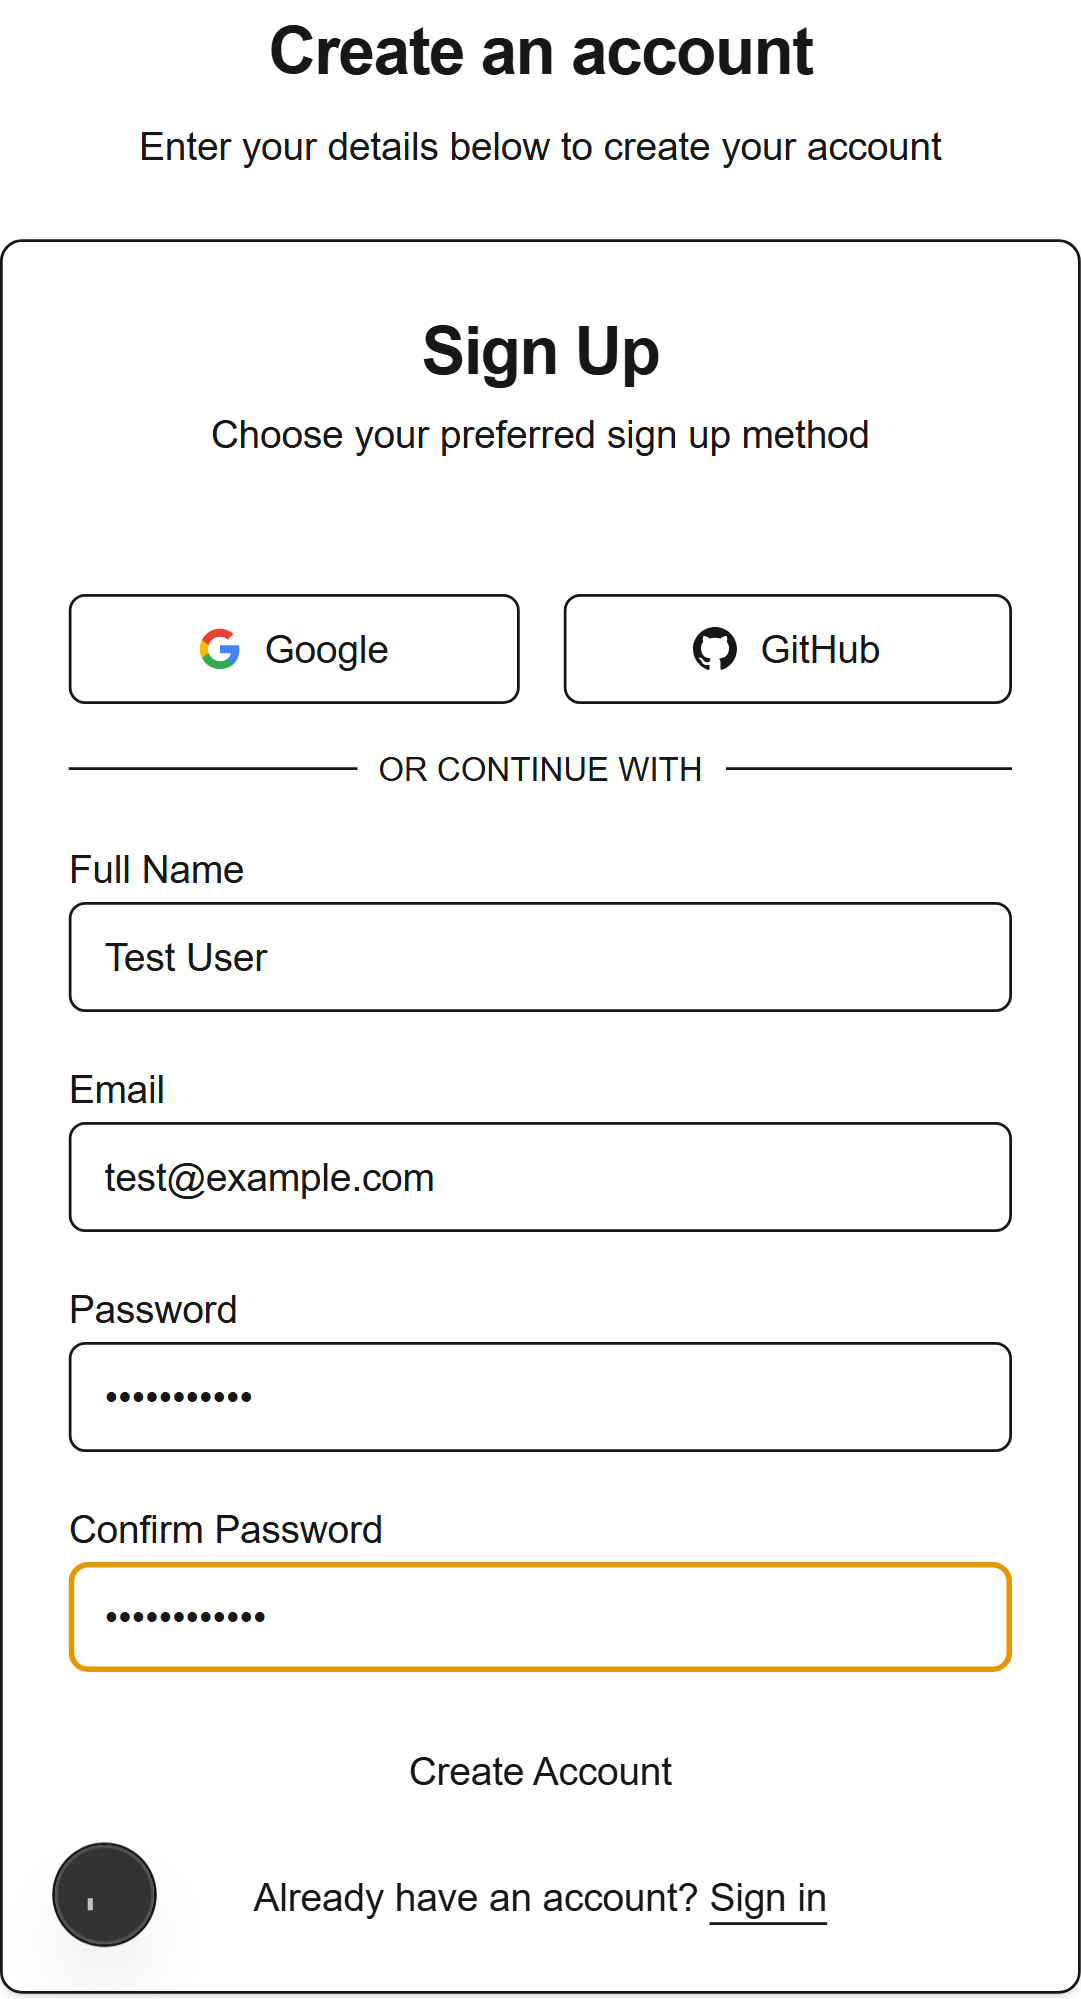 Create an account
Enter your details below to create your account
Sign Up
Choose your preferred sign up method
Google
GitHub
OR CONTINUE WITH
Full Name
Test User
Email
test@example.com
Password
•••••••••••
Confirm Password
••••••••••••
Create Account
Already have an account? Sign in